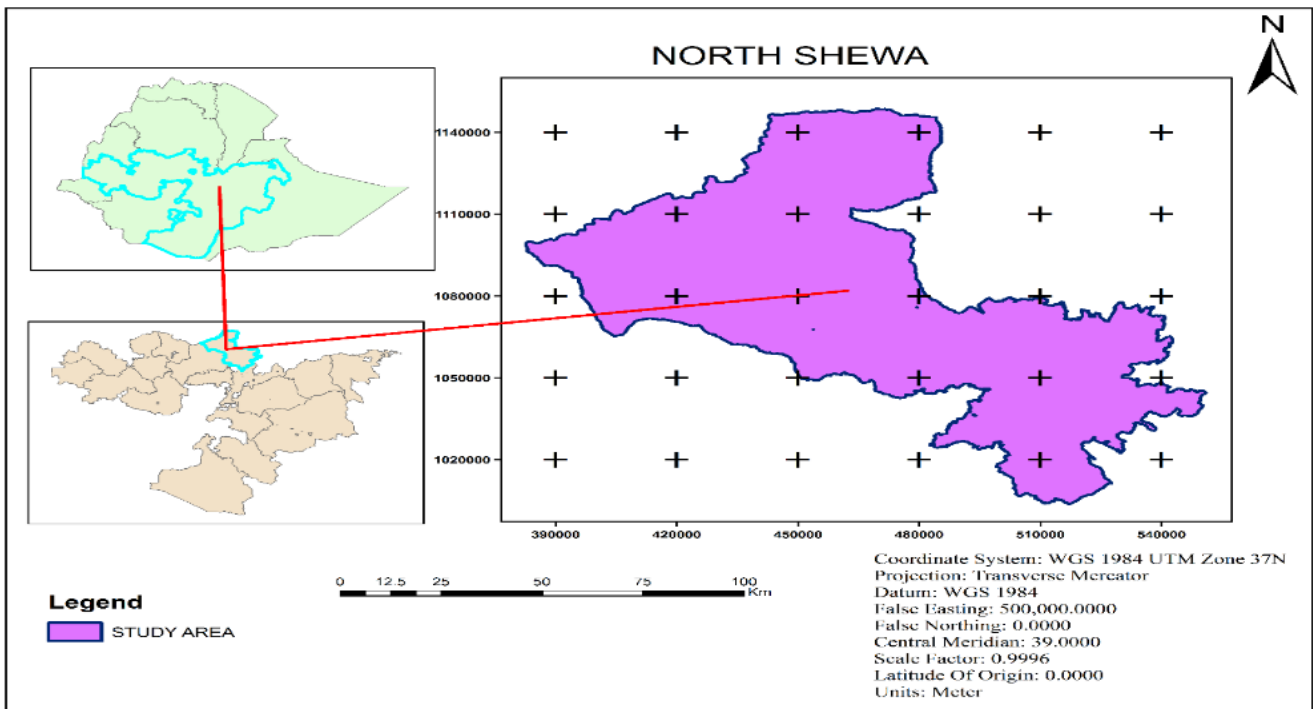 N
NORTH SHEWA
1140000
1110000
1080000
1050000
1020000
390000 420000 450000 480000 510000 540000
0 12.5 25 50 75 100
Km
Legend
STUDY AREA
Coordinate System: WGS 1984 UTM Zone 37N
Projection: Transverse Mercator
Datum: WGS 1984
False Easting: 500,000.0000
False Northing: 0.0000
Central Meridian: 39.0000
Scale Factor: 0.9996
Latitude Of Origin: 0.0000
Units: Meter